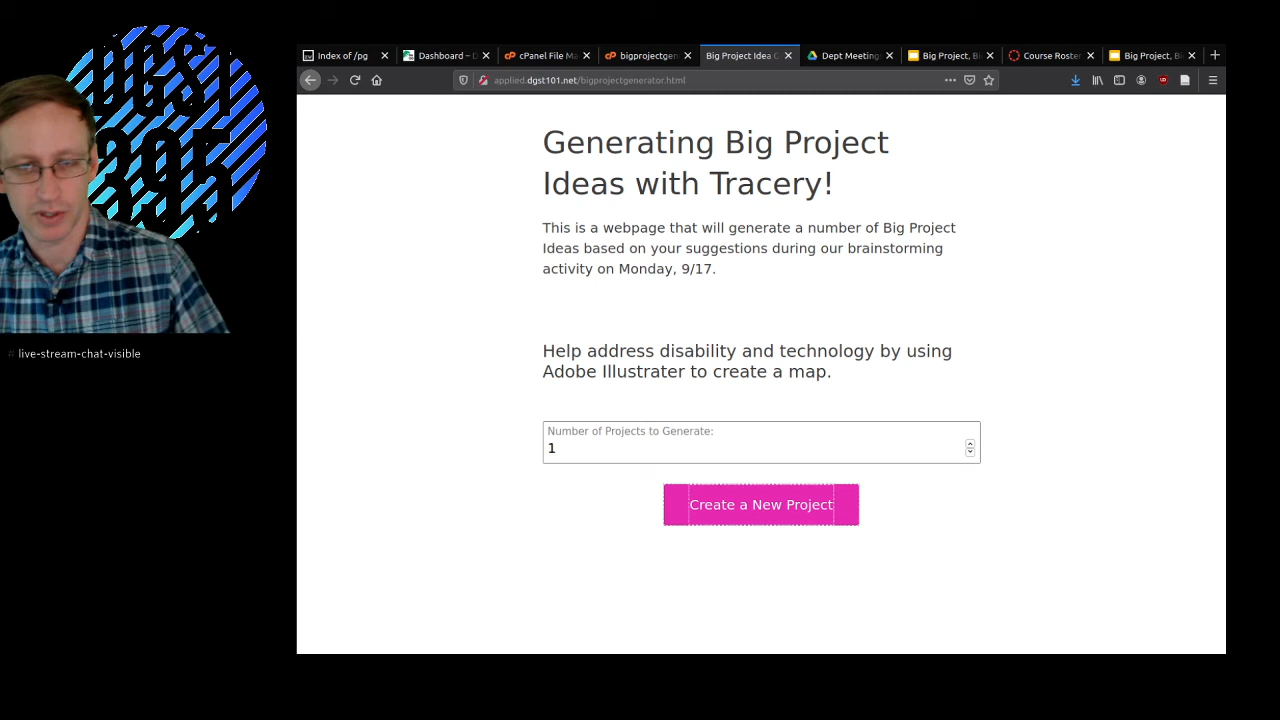 Index of /pg
Dashboard – D
cPanel File Ma
bigprojectgen
Big Project Idea G
Dept Meeting
Big Project, B
Course Roster
Big Project, B
applied.dgst101.net/bigprojectgenerator.html
Generating Big Project
Ideas with Tracery!
This is a webpage that will generate a number of Big Project
Ideas based on your suggestions during our brainstorming
activity on Monday, 9/17.
# live-stream-chat-visible
Help address disability and technology by using
Adobe Illustrater to create a map.
Number of Projects to Generate:
1
Create a New Project